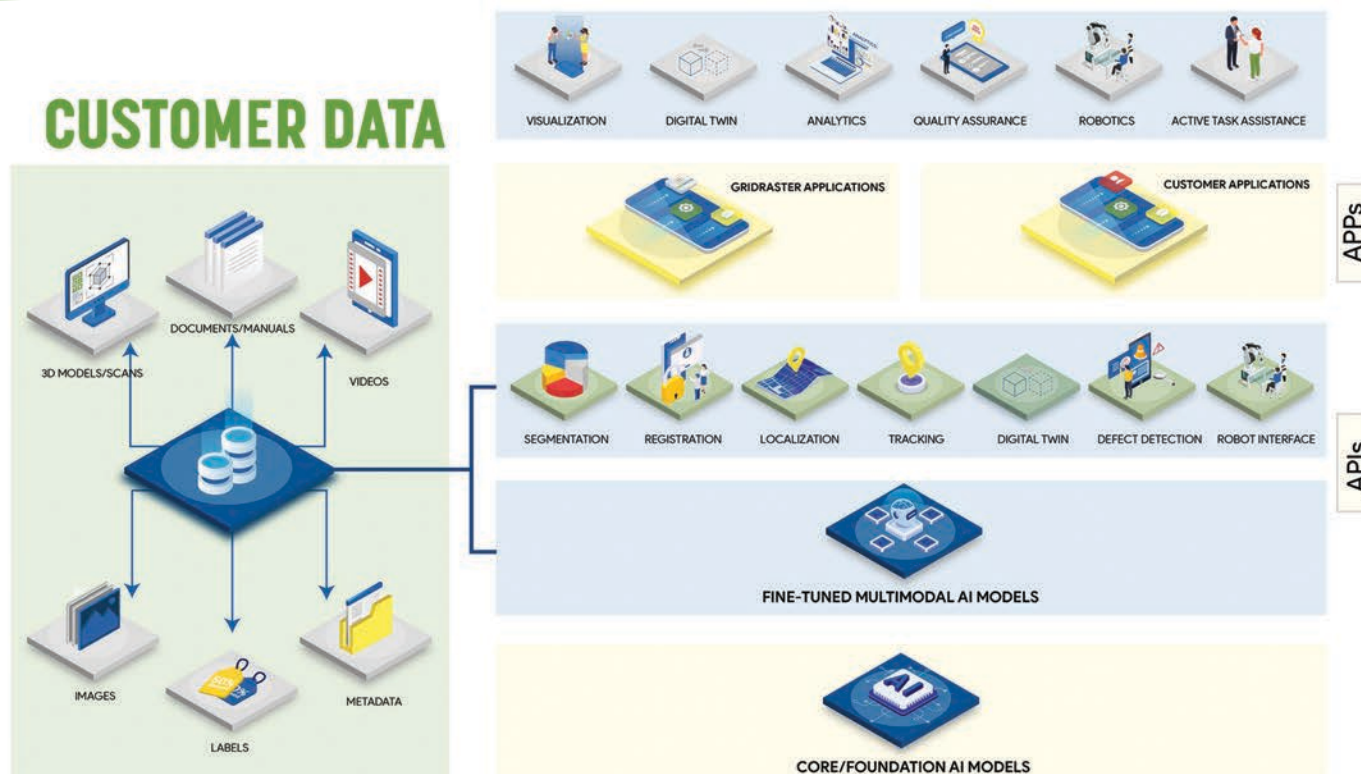 CUSTOMER DATA
3D MODELS/SCANS
DOCUMENTS/MANUALS
VIDEOS
IMAGES
LABELS
METADATA
VISUALIZATION
DIGITAL TWIN
ANALYTICS
QUALITY ASSURANCE
ROBOTICS
ACTIVE TASK ASSISTANCE
GRIDRASTER APPLICATIONS
CUSTOMER APPLICATIONS
APPs
SEGMENTATION
REGISTRATION
LOCALIZATION
TRACKING
DIGITAL TWIN
DEFECT DETECTION
ROBOT INTERFACE
APIs
FINE-TUNED MULTIMODAL AI MODELS
AI
CORE/FOUNDATION AI MODELS